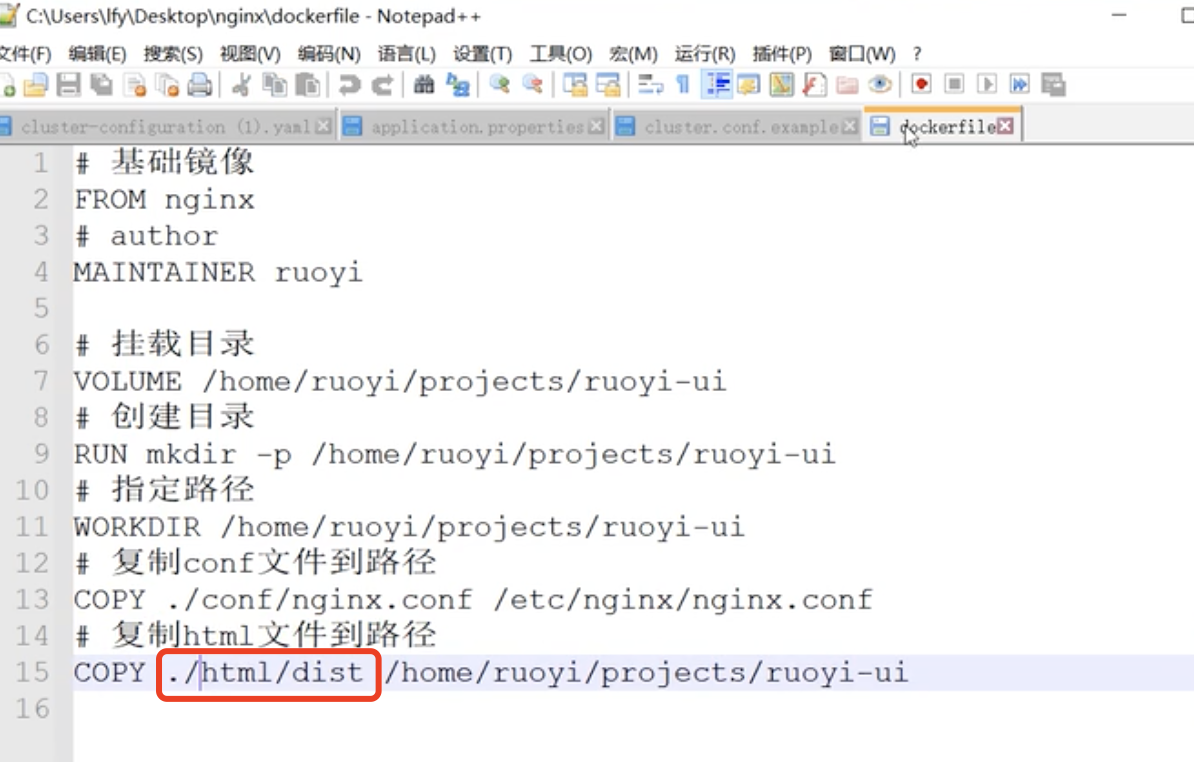 C:\Users\lfy\Desktop\nginx\dockerfile - Notepad++
文件(F) 编辑(E) 搜索(S) 视图(V) 编码(N) 语言(L) 设置(T) 工具(O) 宏(M) 运行(R) 插件(P) 窗口(W) ?
cluster-configuration (1).yaml application.properties cluster.conf.example dockerfile
1 # 基础镜像
2 FROM nginx
3 # author
4 MAINTAINER ruoyi
5
6 # 挂载目录
7 VOLUME /home/ruoyi/projects/ruoyi-ui
8 # 创建目录
9 RUN mkdir -p /home/ruoyi/projects/ruoyi-ui
10 # 指定路径
11 WORKDIR /home/ruoyi/projects/ruoyi-ui
12 # 复制conf文件到路径
13 COPY ./conf/nginx.conf /etc/nginx/nginx.conf
14 # 复制html文件到路径
15 COPY ./html/dist /home/ruoyi/projects/ruoyi-ui
16